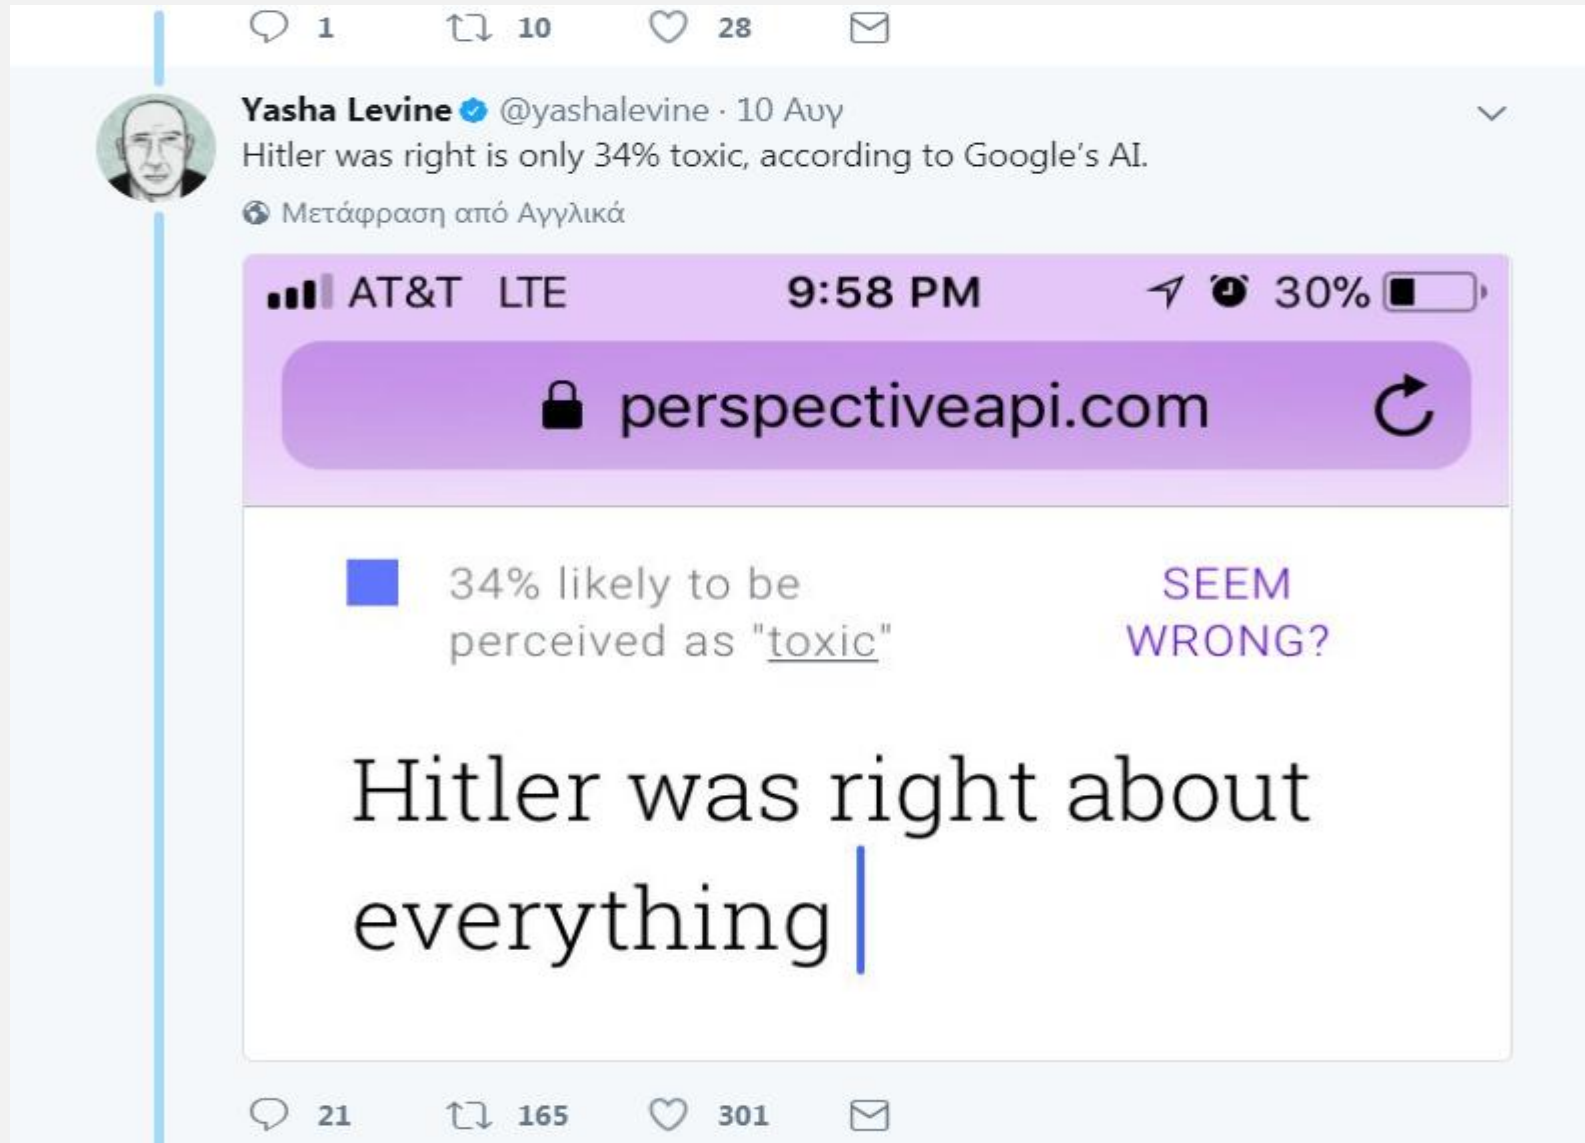 1 10 28
Yasha Levine @yashalevine · 10 Αυγ
Hitler was right is only 34% toxic, according to Google's AI.
Μετάφραση από Αγγλικά
AT&T LTE 9:58 PM 30%
perspectiveapi.com
34% likely to be SEEM
perceived as "toxic" WRONG?
Hitler was right about
everything
21 165 301